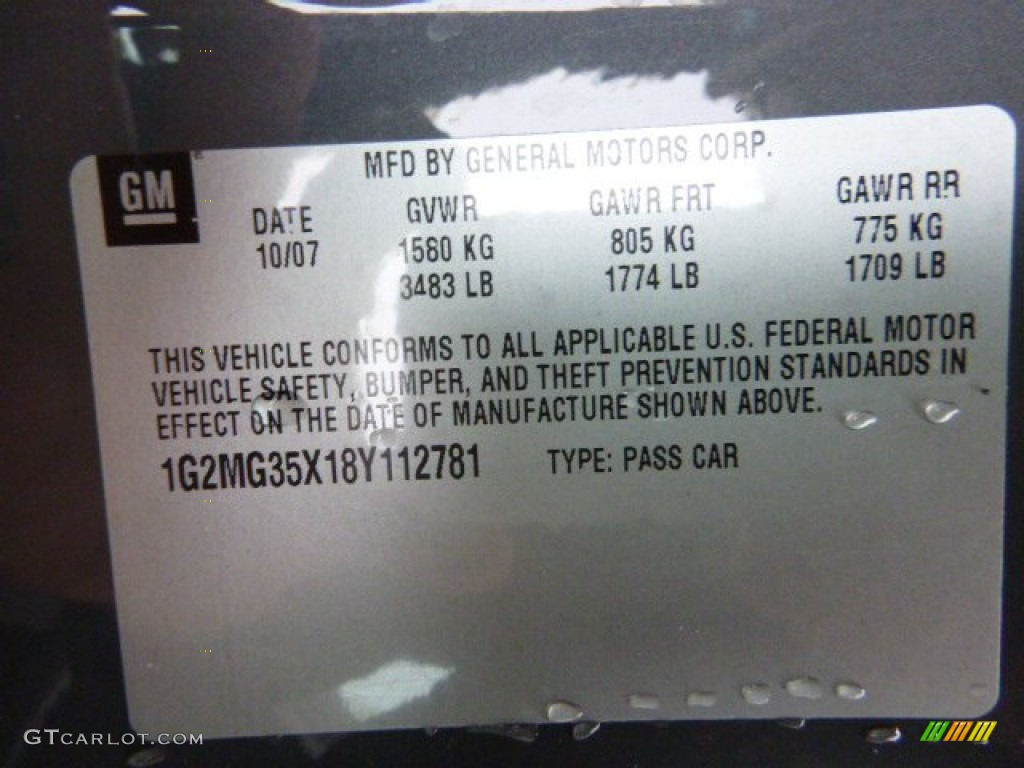 MFD BY GENERAL MOTORS CORP.
GM
DATE GVWR GAWR FRT GAWR RR
10/07 1580 KG 805 KG 775 KG
3483 LB 1774 LB 1709 LB
THIS VEHICLE CONFORMS TO ALL APPLICABLE U.S. FEDERAL MOTOR
VEHICLE SAFETY, BUMPER, AND THEFT PREVENTION STANDARDS IN
EFFECT ON THE DATE OF MANUFACTURE SHOWN ABOVE.
1G2MG35X18Y112781 TYPE: PASS CAR
GTCARLOT.COM